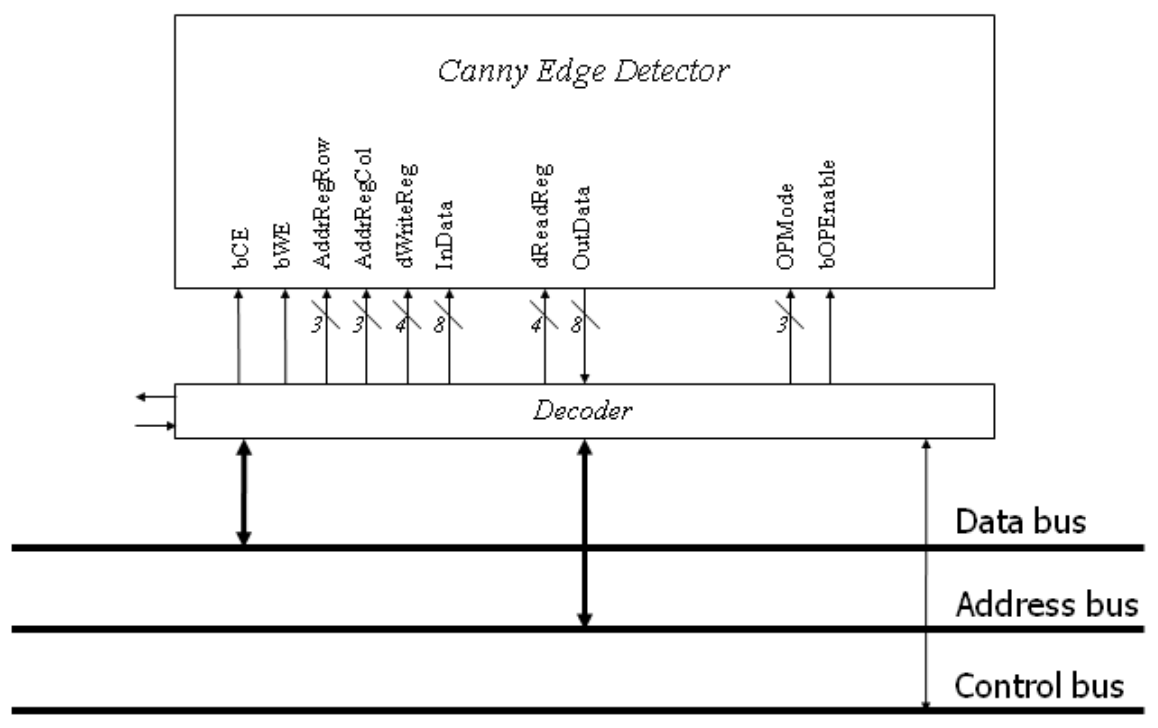 Canny Edge Detector
bCE
bWE
AddrRegRow
AddrRegCol
dWriteReg
InData
dReadReg
OutData
OPMode
bOPEnable
3
3
4
8
4
8
3
Decoder
Data bus
Address bus
Control bus